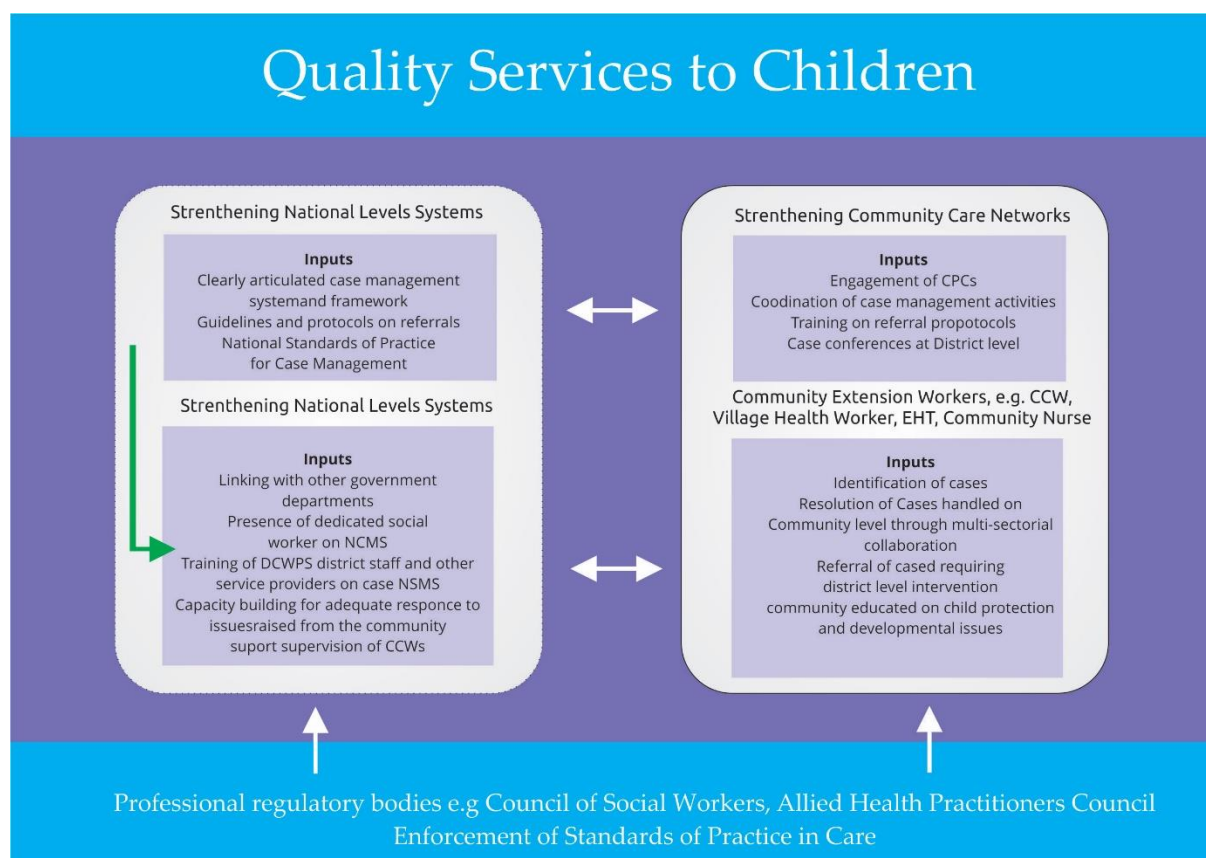 Quality Services to Children
Strenthening National Levels Systems
Inputs
Clearly articulated case management
systemand framework
Guidelines and protocols on referrals
National Standards of Practice
for Case Management
Strenthening National Levels Systems
Inputs
Linking with other government
departments
Presence of dedicated social
worker on NCMS
Training of DCWPS district staff and other
service providers on case NSMS
Capacity building for adequate responce to
issuesraised from the community
suport supervision of CCWs
Strenthening Community Care Networks
Inputs
Engagement of CPCs
Coodination of case management activities
Training on referral propotocols
Case conferences at District level
Community Extension Workers, e.g. CCW,
Village Health Worker, EHT, Community Nurse
Inputs
Identification of cases
Resolution of Cases handled on
Community level through multi-sectorial
collaboration
Referral of cased requiring
district level intervention
community educated on child protection
and developmental issues
Professional regulatory bodies e.g Council of Social Workers, Allied Health Practitioners Council
Enforcement of Standards of Practice in Care